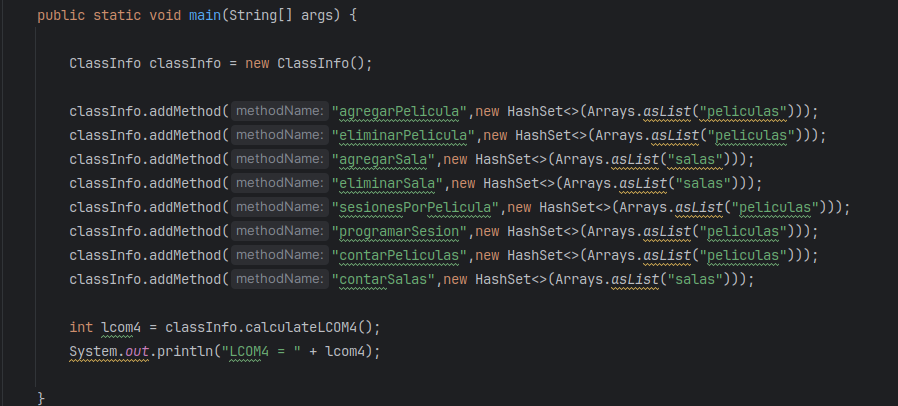 public static void main(String[] args) {
ClassInfo classInfo = new ClassInfo();
classInfo.addMethod( methodName: "agregarPelicula",new HashSet<>(Arrays.asList("peliculas")));
classInfo.addMethod( methodName: "eliminarPelicula",new HashSet<>(Arrays.asList("peliculas")));
classInfo.addMethod( methodName: "agregarSala",new HashSet<>(Arrays.asList("salas")));
classInfo.addMethod( methodName: "eliminarSala",new HashSet<>(Arrays.asList("salas")));
classInfo.addMethod( methodName: "sesionesPorPelicula",new HashSet<>(Arrays.asList("peliculas")));
classInfo.addMethod( methodName: "programarSesion",new HashSet<>(Arrays.asList("peliculas")));
classInfo.addMethod( methodName: "contarPeliculas",new HashSet<>(Arrays.asList("peliculas")));
classInfo.addMethod( methodName: "contarSalas",new HashSet<>(Arrays.asList("salas")));
int lcom4 = classInfo.calculateLCOM4();
System.out.println("LCOM4 = " + lcom4);
}